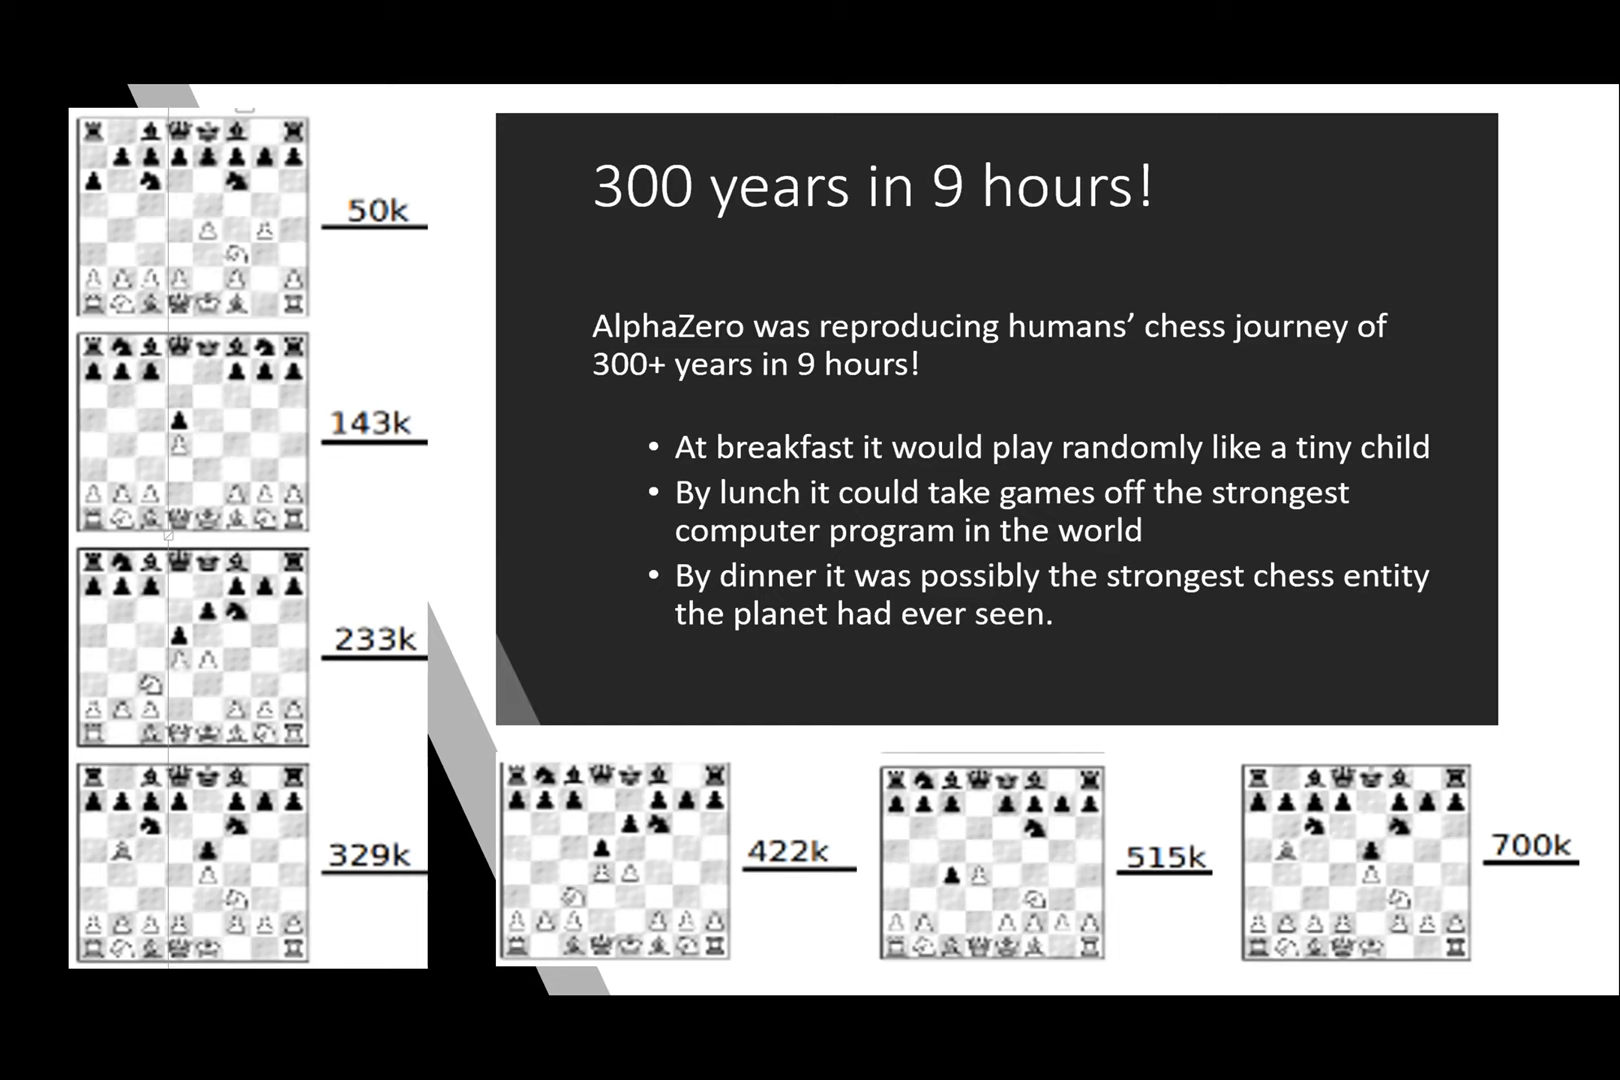 300 years in 9 hours!
AlphaZero was reproducing humans’ chess journey of
300+ years in 9 hours!
• At breakfast it would play randomly like a tiny child
• By lunch it could take games off the strongest
computer program in the world
• By dinner it was possibly the strongest chess entity
the planet had ever seen.
50k
143k
233k
329k
422k
515k
700k